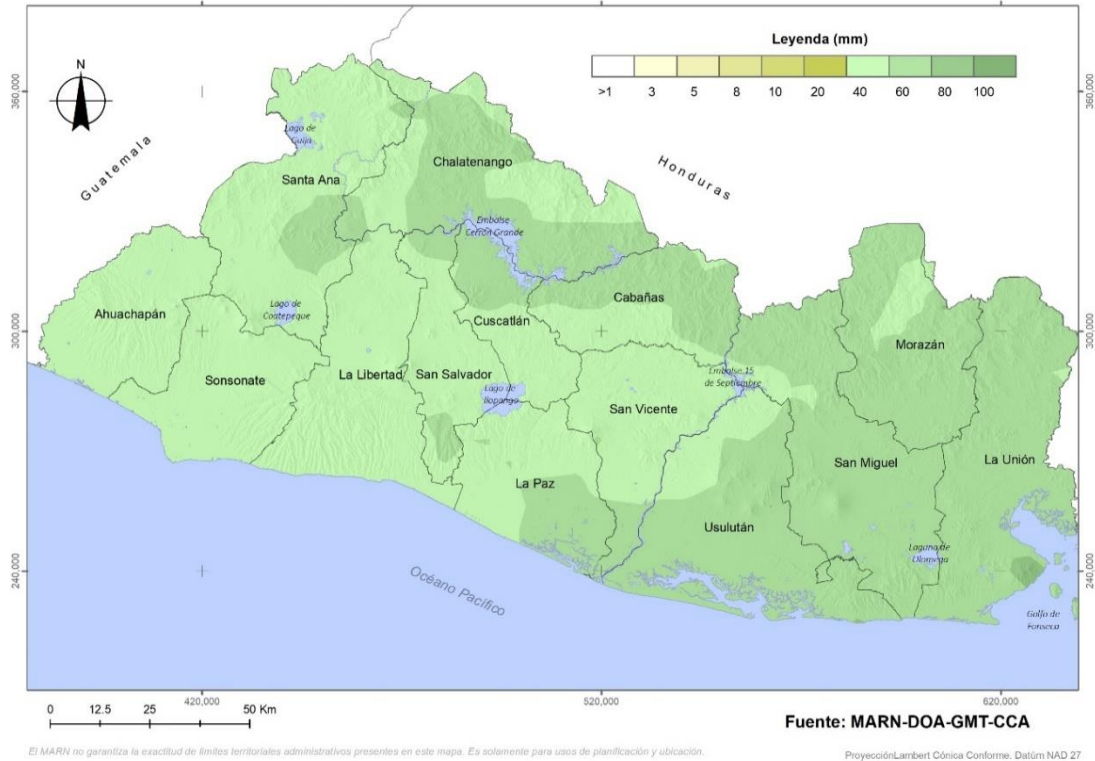 Leyenda (mm)
>1 3 5 8 10 20 40 60 80 100
N
360,000
360,000
Guatemala
Honduras
Lago de
Guija
Chalatenango
Santa Ana
Embalse
Cerrón Grande
Cabañas
Ahuachapán
Lago de
Coatepeque
Cuscatlán
300,000
300,000
Morazán
Sonsonate
La Libertad
San Salvador
Lago de
Ilopango
Embalse 15
de Septiembre
San Vicente
San Miguel
La Unión
La Paz
Usulután
Laguna de
Olomega
240,000
240,000
Océano Pacífico
Golfo de
Fonseca
420,000
520,000
620,000
0 12.5 25 50 Km
Fuente: MARN-DOA-GMT-CCA
El MARN no garantiza la exactitud de limites territoriales administrativos presentes en este mapa. Es solamente para usos de planificación y ubicación.
ProyecciónLambert Cónica Conforme. Datúm NAD 27